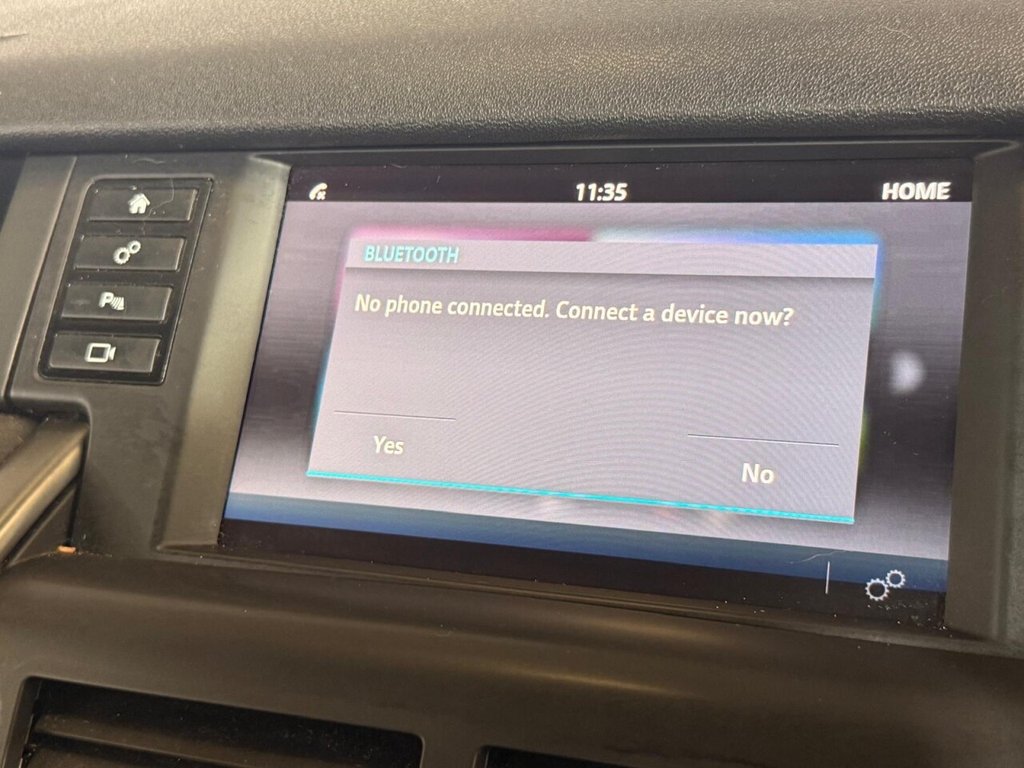 11:35
HOME
P
BLUETOOTH
No phone connected. Connect a device now?
Yes
No